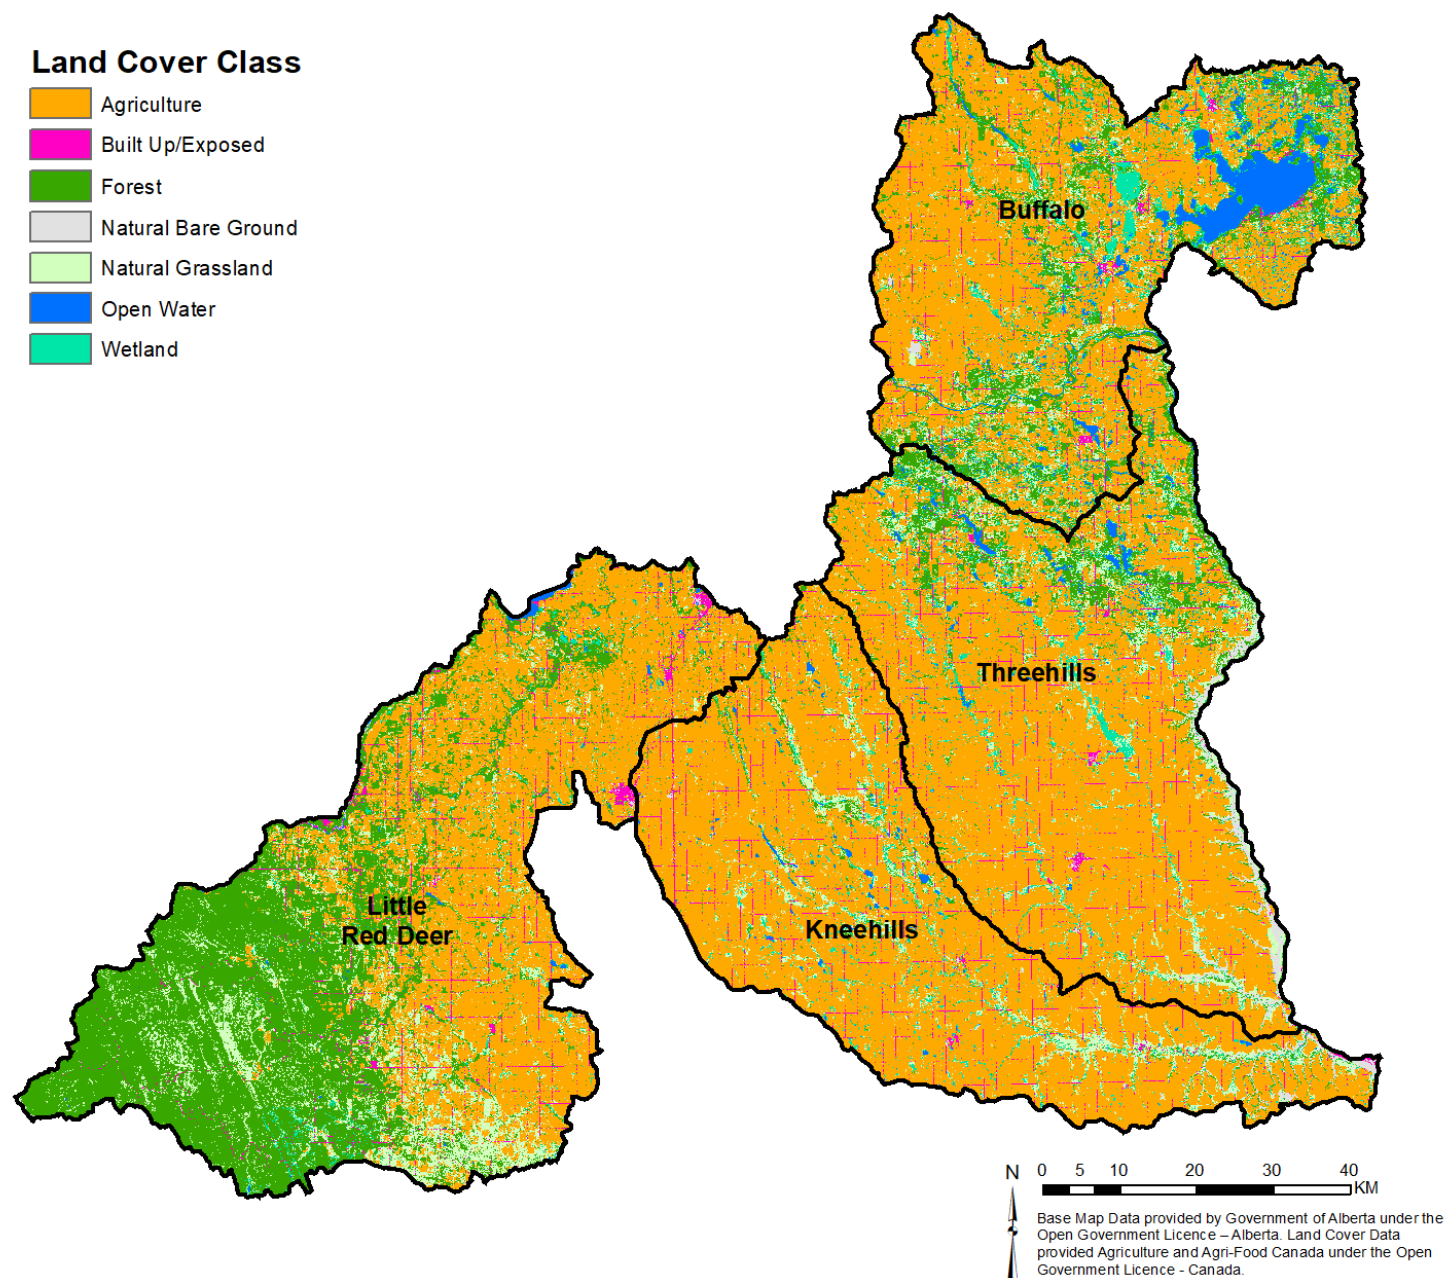 Land Cover Class
Agriculture
Built Up/Exposed
Forest
Natural Bare Ground
Natural Grassland
Open Water
Wetland
Buffalo
Threehills
Little
Red Deer
Kneehills
N
0 5 10 20 30 40
KM
Base Map Data provided by Government of Alberta under the
Open Government Licence – Alberta. Land Cover Data
provided Agriculture and Agri-Food Canada under the Open
Government Licence - Canada.